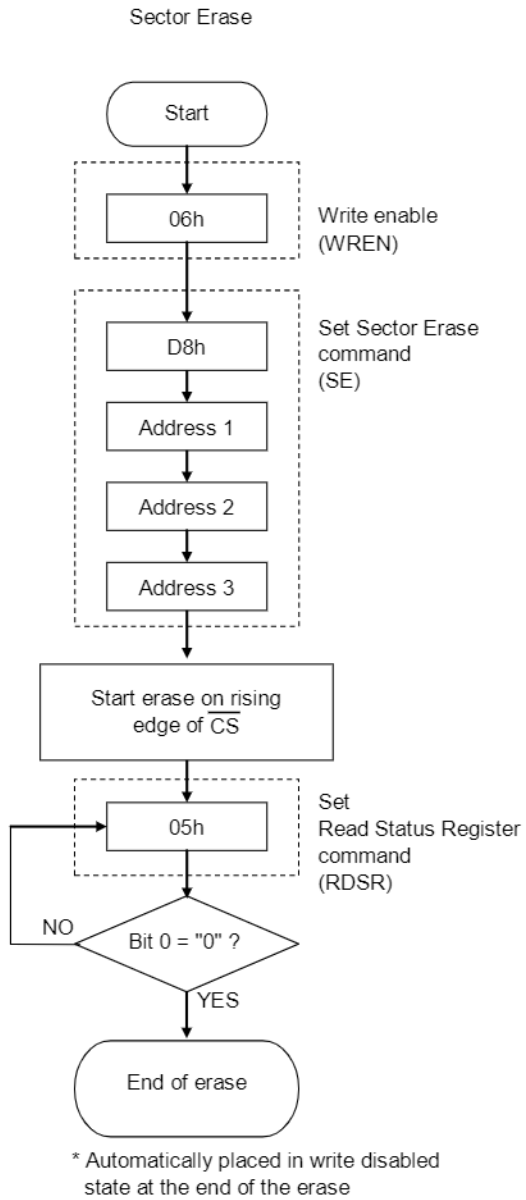 Sector Erase
Start
06h
Write enable
(WREN)
D8h
Set Sector Erase
command
(SE)
Address 1
Address 2
Address 3
Start erase on rising
edge of C̅S̅
05h
Set
Read Status Register
command
(RDSR)
NO
Bit 0 = "0" ?
YES
End of erase
* Automatically placed in write disabled
state at the end of the erase